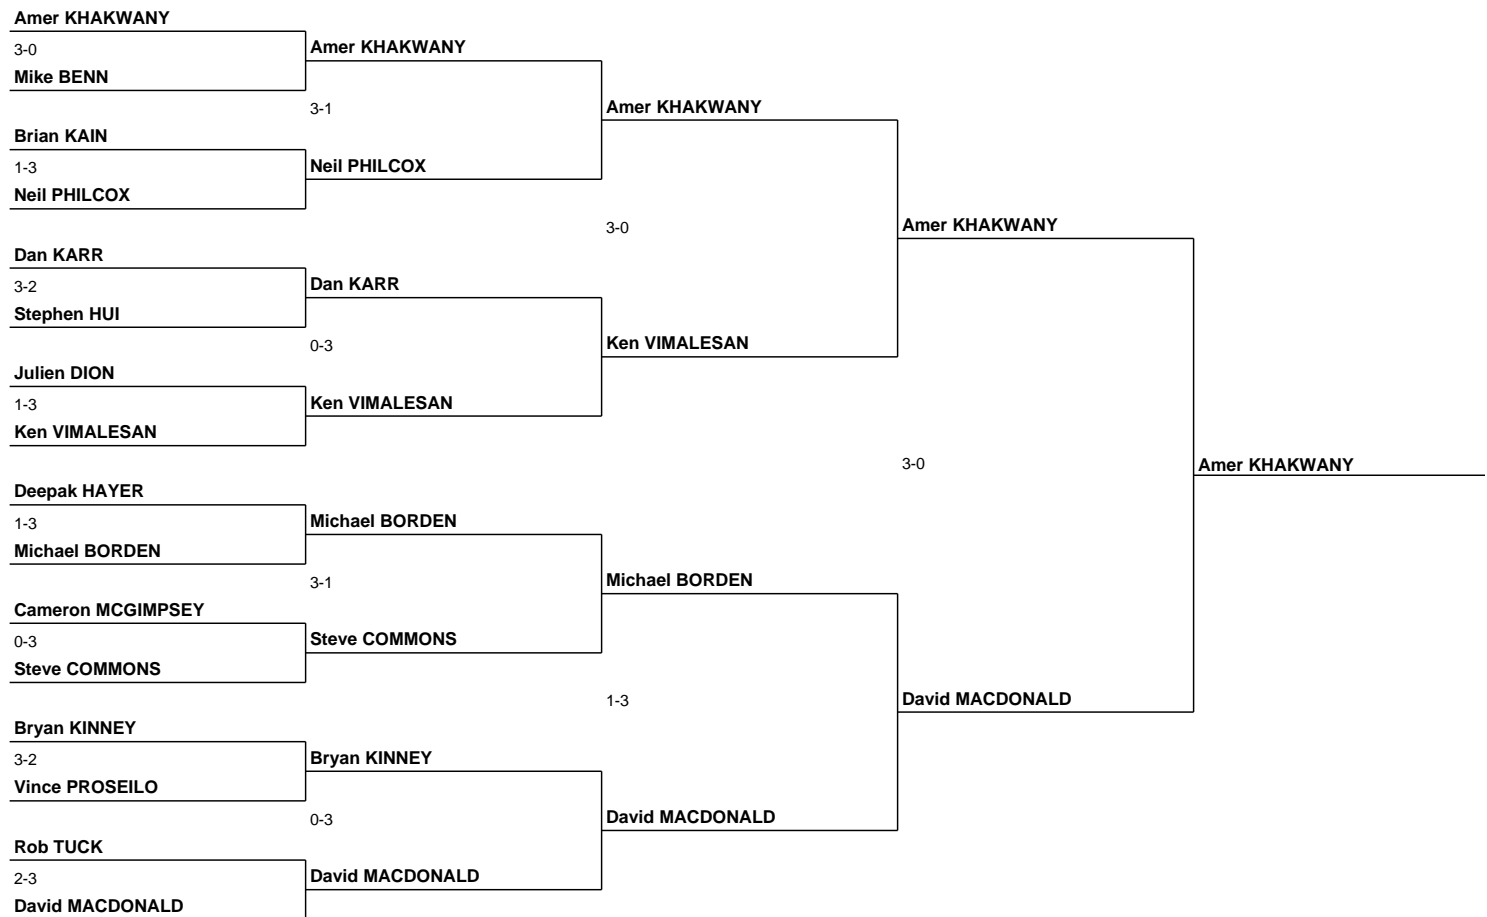 Amer KHAKWANY
3-0
Mike BENN
Brian KAIN
1-3
Neil PHILCOX
Dan KARR
3-2
Stephen HUI
Julien DION
1-3
Ken VIMALESAN
Deepak HAYER
1-3
Michael BORDEN
Cameron MCGIMPSEY
0-3
Steve COMMONS
Bryan KINNEY
3-2
Vince PROSEILO
Rob TUCK
2-3
David MACDONALD
Amer KHAKWANY
3-1
Neil PHILCOX
Dan KARR
0-3
Ken VIMALESAN
Michael BORDEN
3-1
Steve COMMONS
Bryan KINNEY
0-3
David MACDONALD
Amer KHAKWANY
3-0
Ken VIMALESAN
Michael BORDEN
1-3
David MACDONALD
Amer KHAKWANY
3-0
David MACDONALD
Amer KHAKWANY